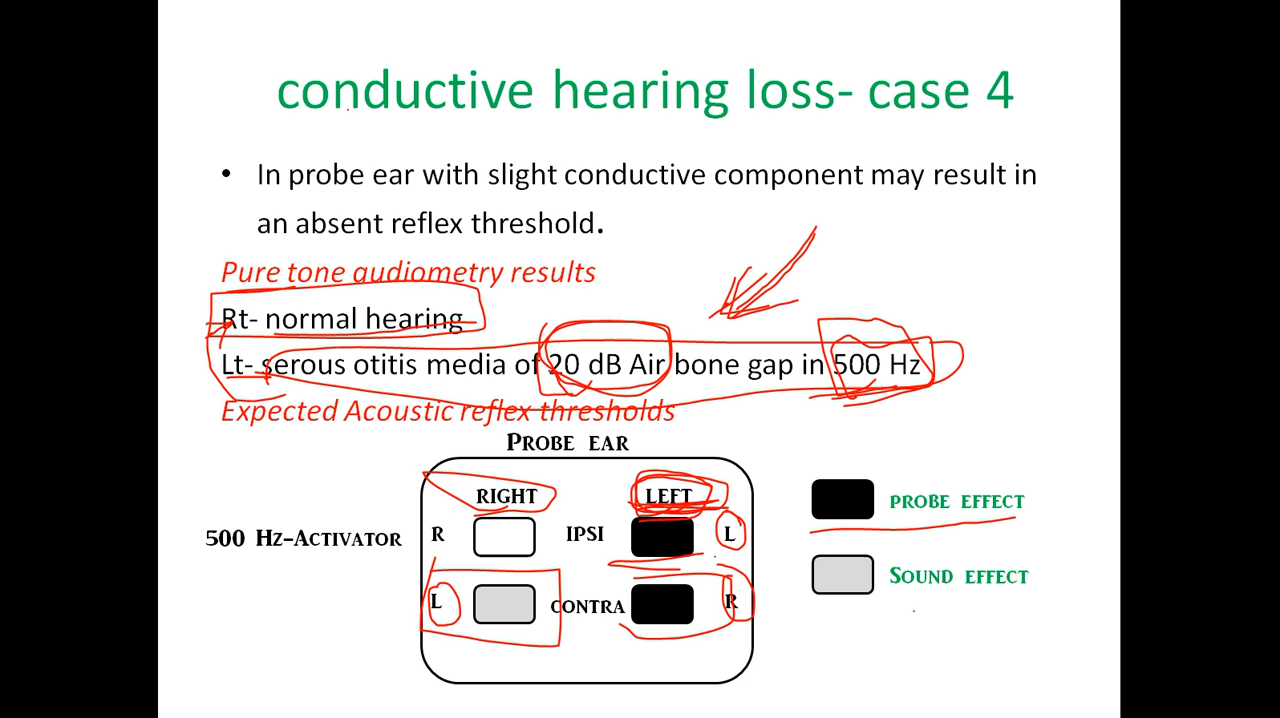 conductive hearing loss- case 4
• In probe ear with slight conductive component may result in
an absent reflex threshold.
Pure tone audiometry results
Rt- normal hearing
Lt- serous otitis media of 20 dB Air bone gap in 500 Hz
Expected Acoustic reflex thresholds
PROBE EAR
RIGHT LEFT
500 HZ-ACTIVATOR R IPSI L
L CONTRA R
PROBE EFFECT
SOUND EFFECT